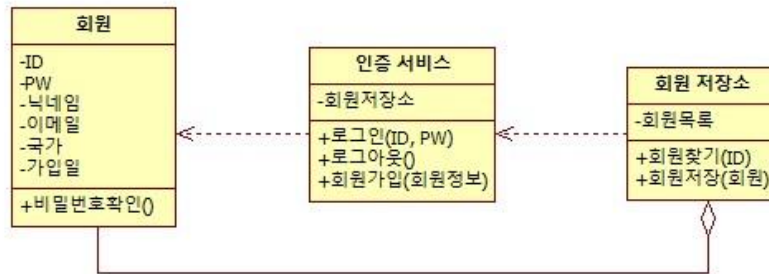 회원
-ID
-PW
-닉네임
-이메일
-국가
-가입일
+비밀번호확인()
인증 서비스
-회원저장소
+로그인(ID, PW)
+로그아웃()
+회원가입(회원정보)
회원 저장소
-회원목록
+회원찾기(ID)
+회원저장(회원)